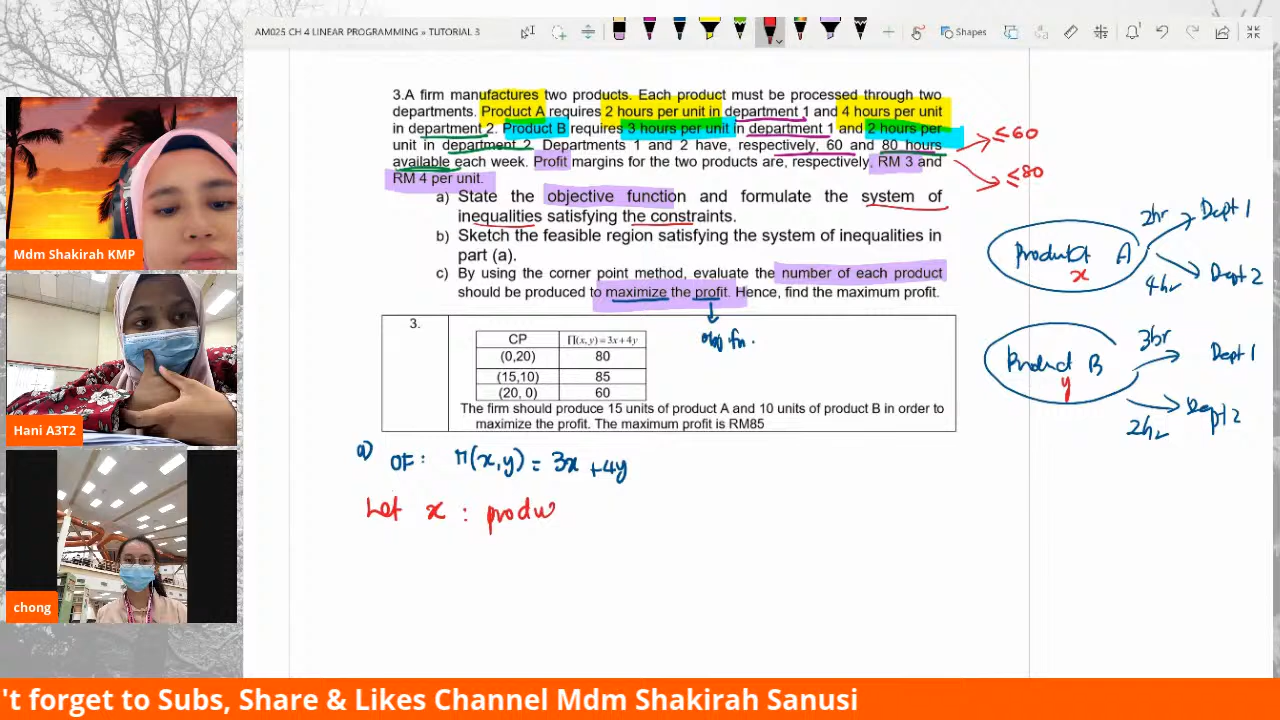 AM025 CH 4 LINEAR PROGRAMMING » TUTORIAL 3
Shapes
3.A firm manufactures two products. Each product must be processed through two
departments. Product A requires 2 hours per unit in department 1 and 4 hours per unit
in department 2. Product B requires 3 hours per unit in department 1 and 2 hours per
unit in department 2. Departments 1 and 2 have, respectively, 60 and 80 hours
available each week. Profit margins for the two products are, respectively, RM 3 and
RM 4 per unit.
≤60
≤80
a) State the objective function and formulate the system of
inequalities satisfying the constraints.
b) Sketch the feasible region satisfying the system of inequalities in
part (a).
c) By using the corner point method, evaluate the number of each product
should be produced to maximize the profit. Hence, find the maximum profit.
obj fn.
Product A
x
2hr Dept 1
4hr Dept 2
Product B
y
3hr Dept 1
2hr Dept 2
3.
CP ∏(x,y)=3x+4y
(0,20) 80
(15,10) 85
(20, 0) 60
The firm should produce 15 units of product A and 10 units of product B in order to
maximize the profit. The maximum profit is RM85
a) OF: π(x,y) = 3x + 4y
Let x : produ
Mdm Shakirah KMP
Hani A3T2
chong
't forget to Subs, Share & Likes Channel Mdm Shakirah Sanusi